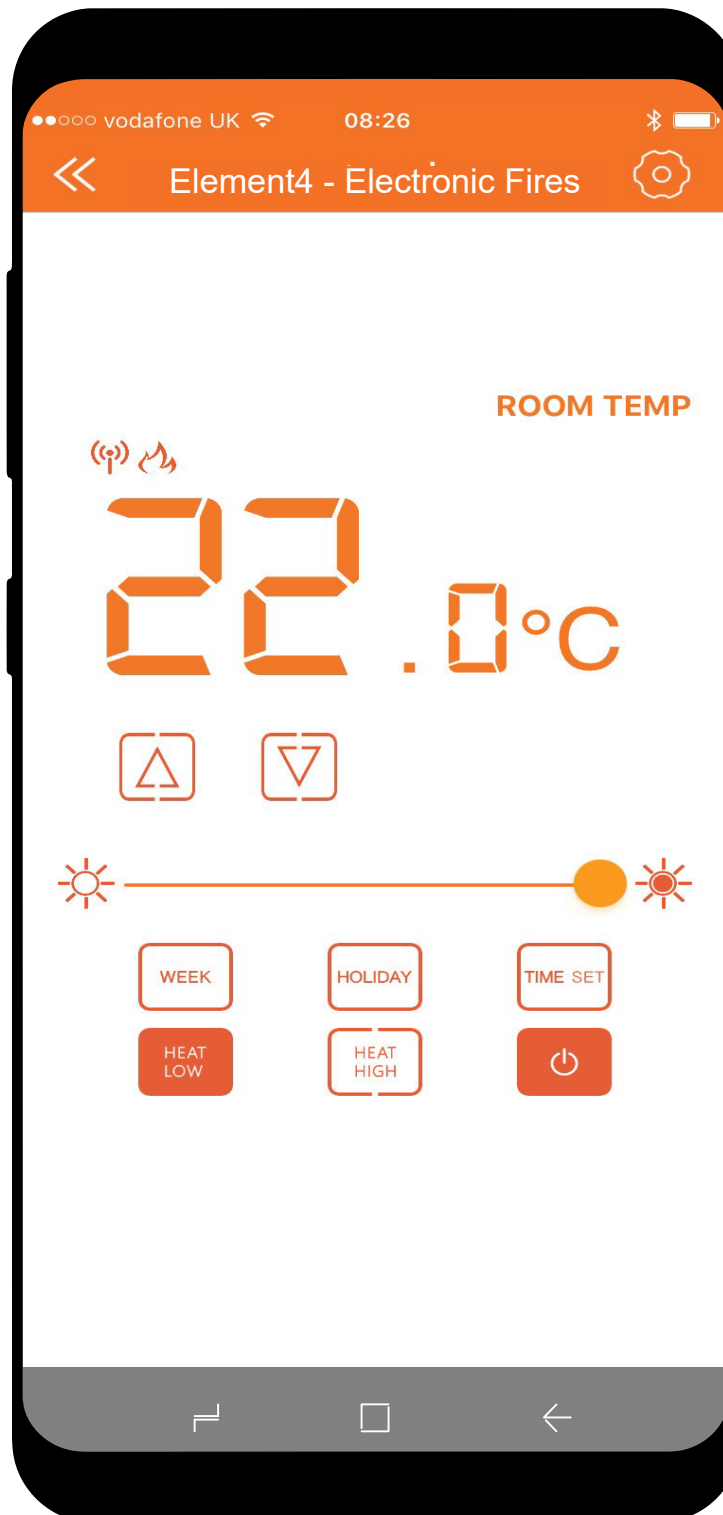 vodafone UK 08:26
Element4 - Electronic Fires
ROOM TEMP
22.0°C
WEEK HOLIDAY TIME SET
HEAT LOW HEAT HIGH